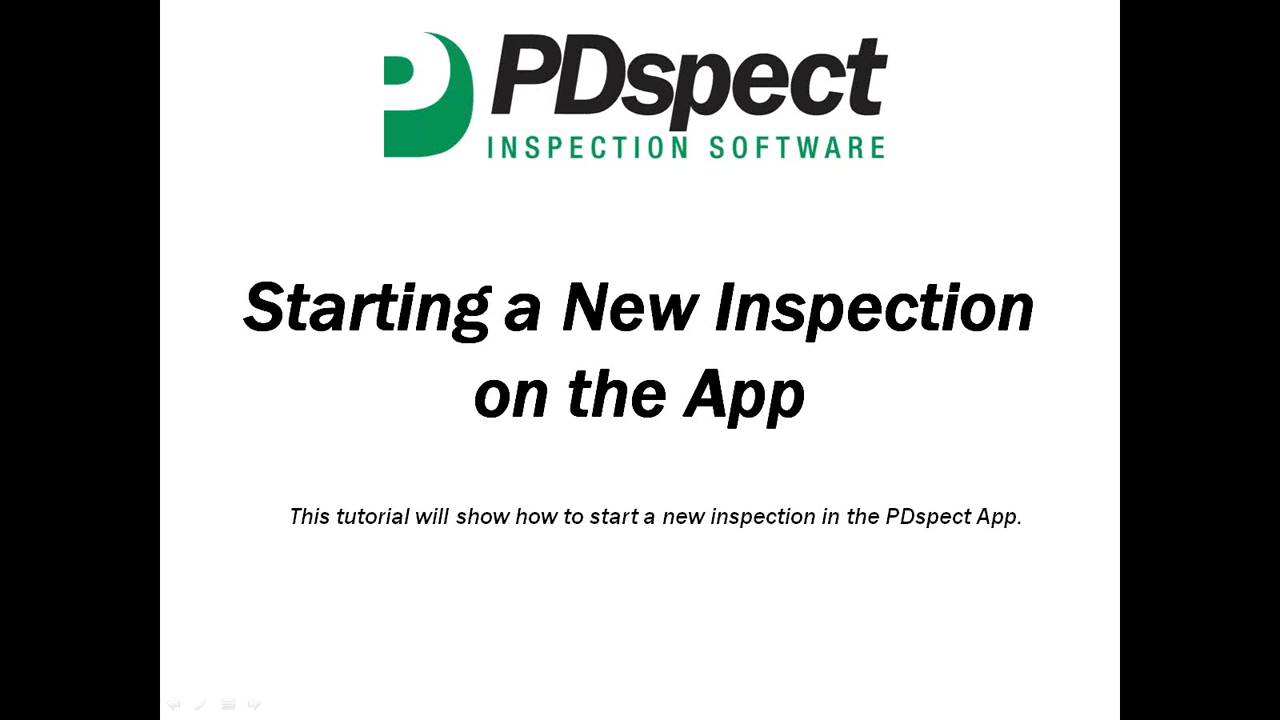 PDspect
INSPECTION SOFTWARE
Starting a New Inspection
on the App
This tutorial will show how to start a new inspection in the PDspect App.